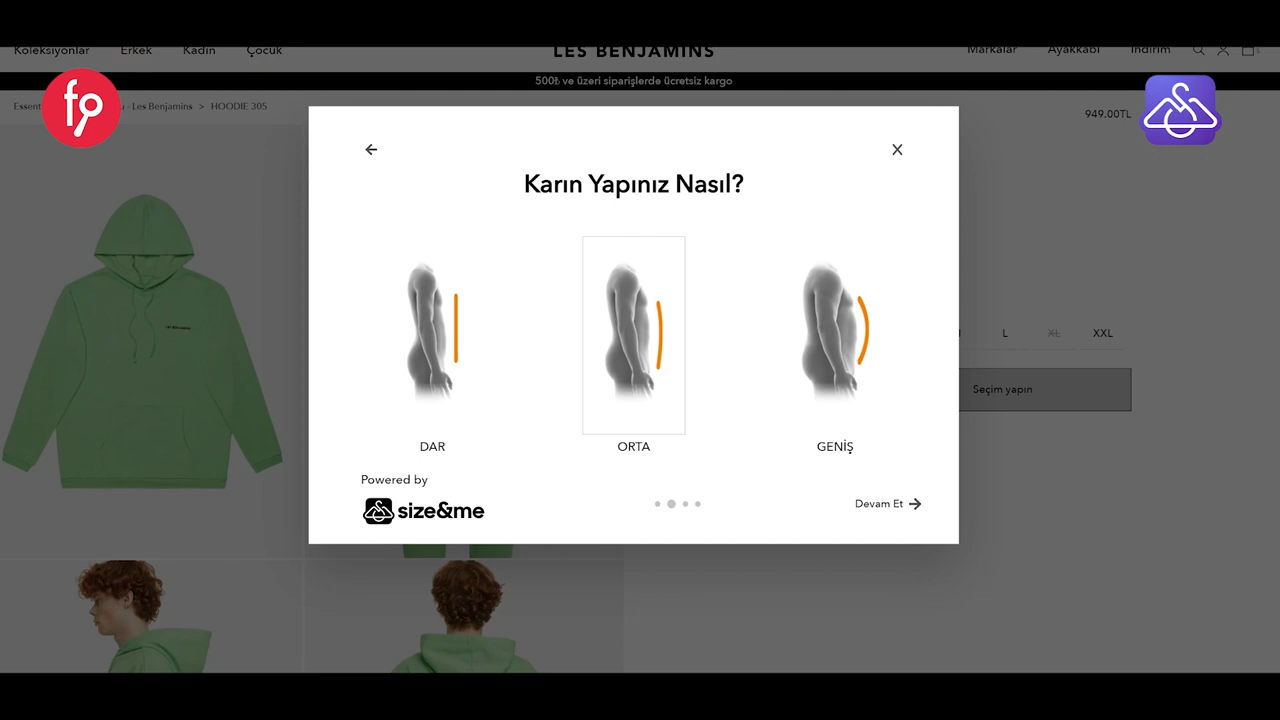 Koleksiyonlar Erkek Kadın Çocuk
LES BENJAMINS
Markalar Ayakkabı İndirim
500₺ ve üzeri siparişlerde ücretsiz kargo
fo
- Les Benjamins > HOODIE 305
949.00TL
Karın Yapınız Nasıl?
L XL XXL
Seçim yapın
DAR
ORTA
GENİŞ
Powered by
size&me
Devam Et